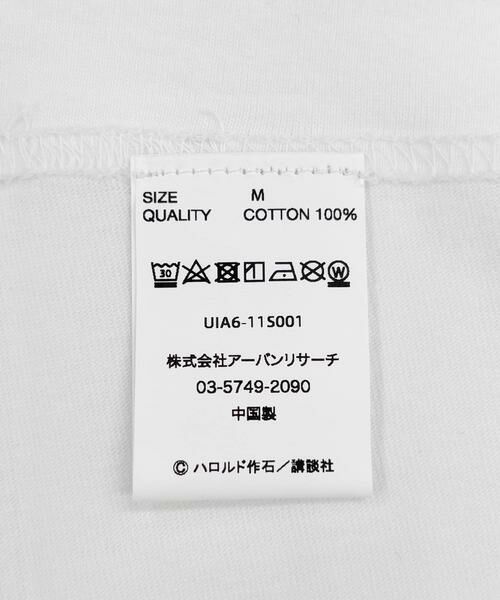 SIZE M
QUALITY COTTON 100%
30 W
UIA6-11S001
株式会社アーバンリサーチ
03-5749-2090
中国製
© ハロルド作石／講談社